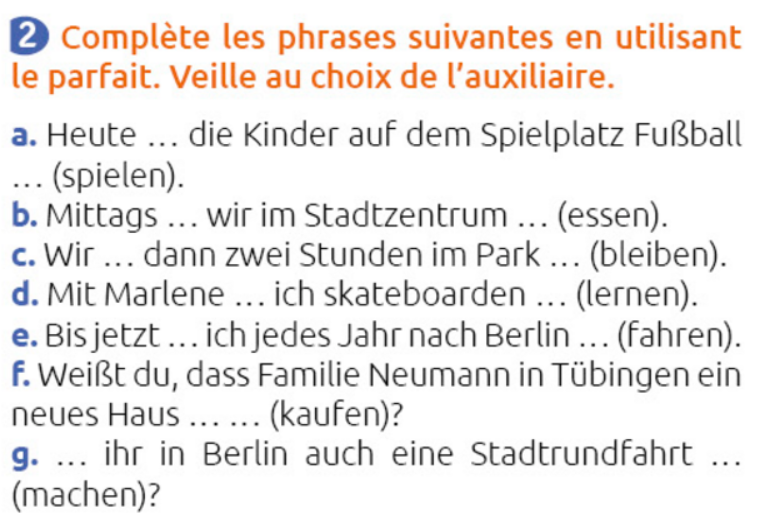 2 Complète les phrases suivantes en utilisant
le parfait. Veille au choix de l’auxiliaire.
a. Heute ... die Kinder auf dem Spielplatz Fußball
... (spielen).
b. Mittags ... wir im Stadtzentrum ... (essen).
c. Wir ... dann zwei Stunden im Park ... (bleiben).
d. Mit Marlene ... ich skateboarden ... (lernen).
e. Bis jetzt ... ich jedes Jahr nach Berlin ... (fahren).
f. Weißt du, dass Familie Neumann in Tübingen ein
neues Haus ... ... (kaufen)?
g. ... ihr in Berlin auch eine Stadtrundfahrt ...
(machen)?